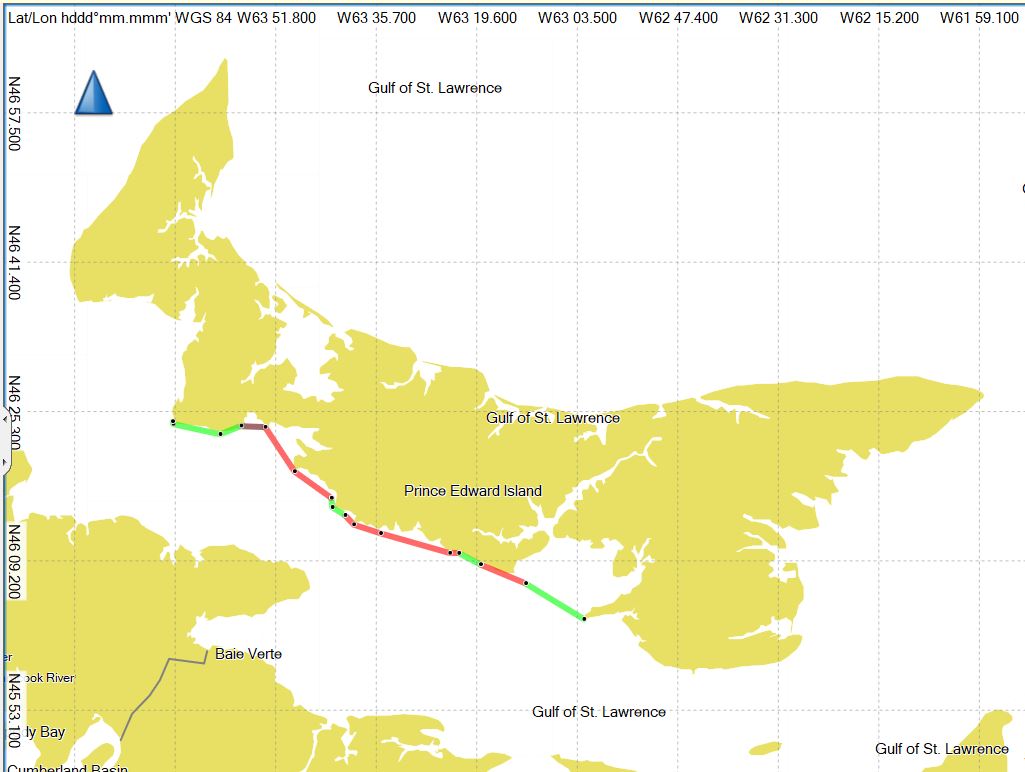 Lat/Lon hddd°mm.mmm' WGS 84 W63 51.800 W63 35.700 W63 19.600 W63 03.500 W62 47.400 W62 31.300 W62 15.200 W61 59.100
N46 57.500
Gulf of St. Lawrence
N46 41.400
N46 25.300
Gulf of St. Lawrence
Prince Edward Island
N46 09.200
Baie Verte
er
ook River
N45 53.100
Gulf of St. Lawrence
dy Bay
Gulf of St. Lawrence
Cumberland Basin